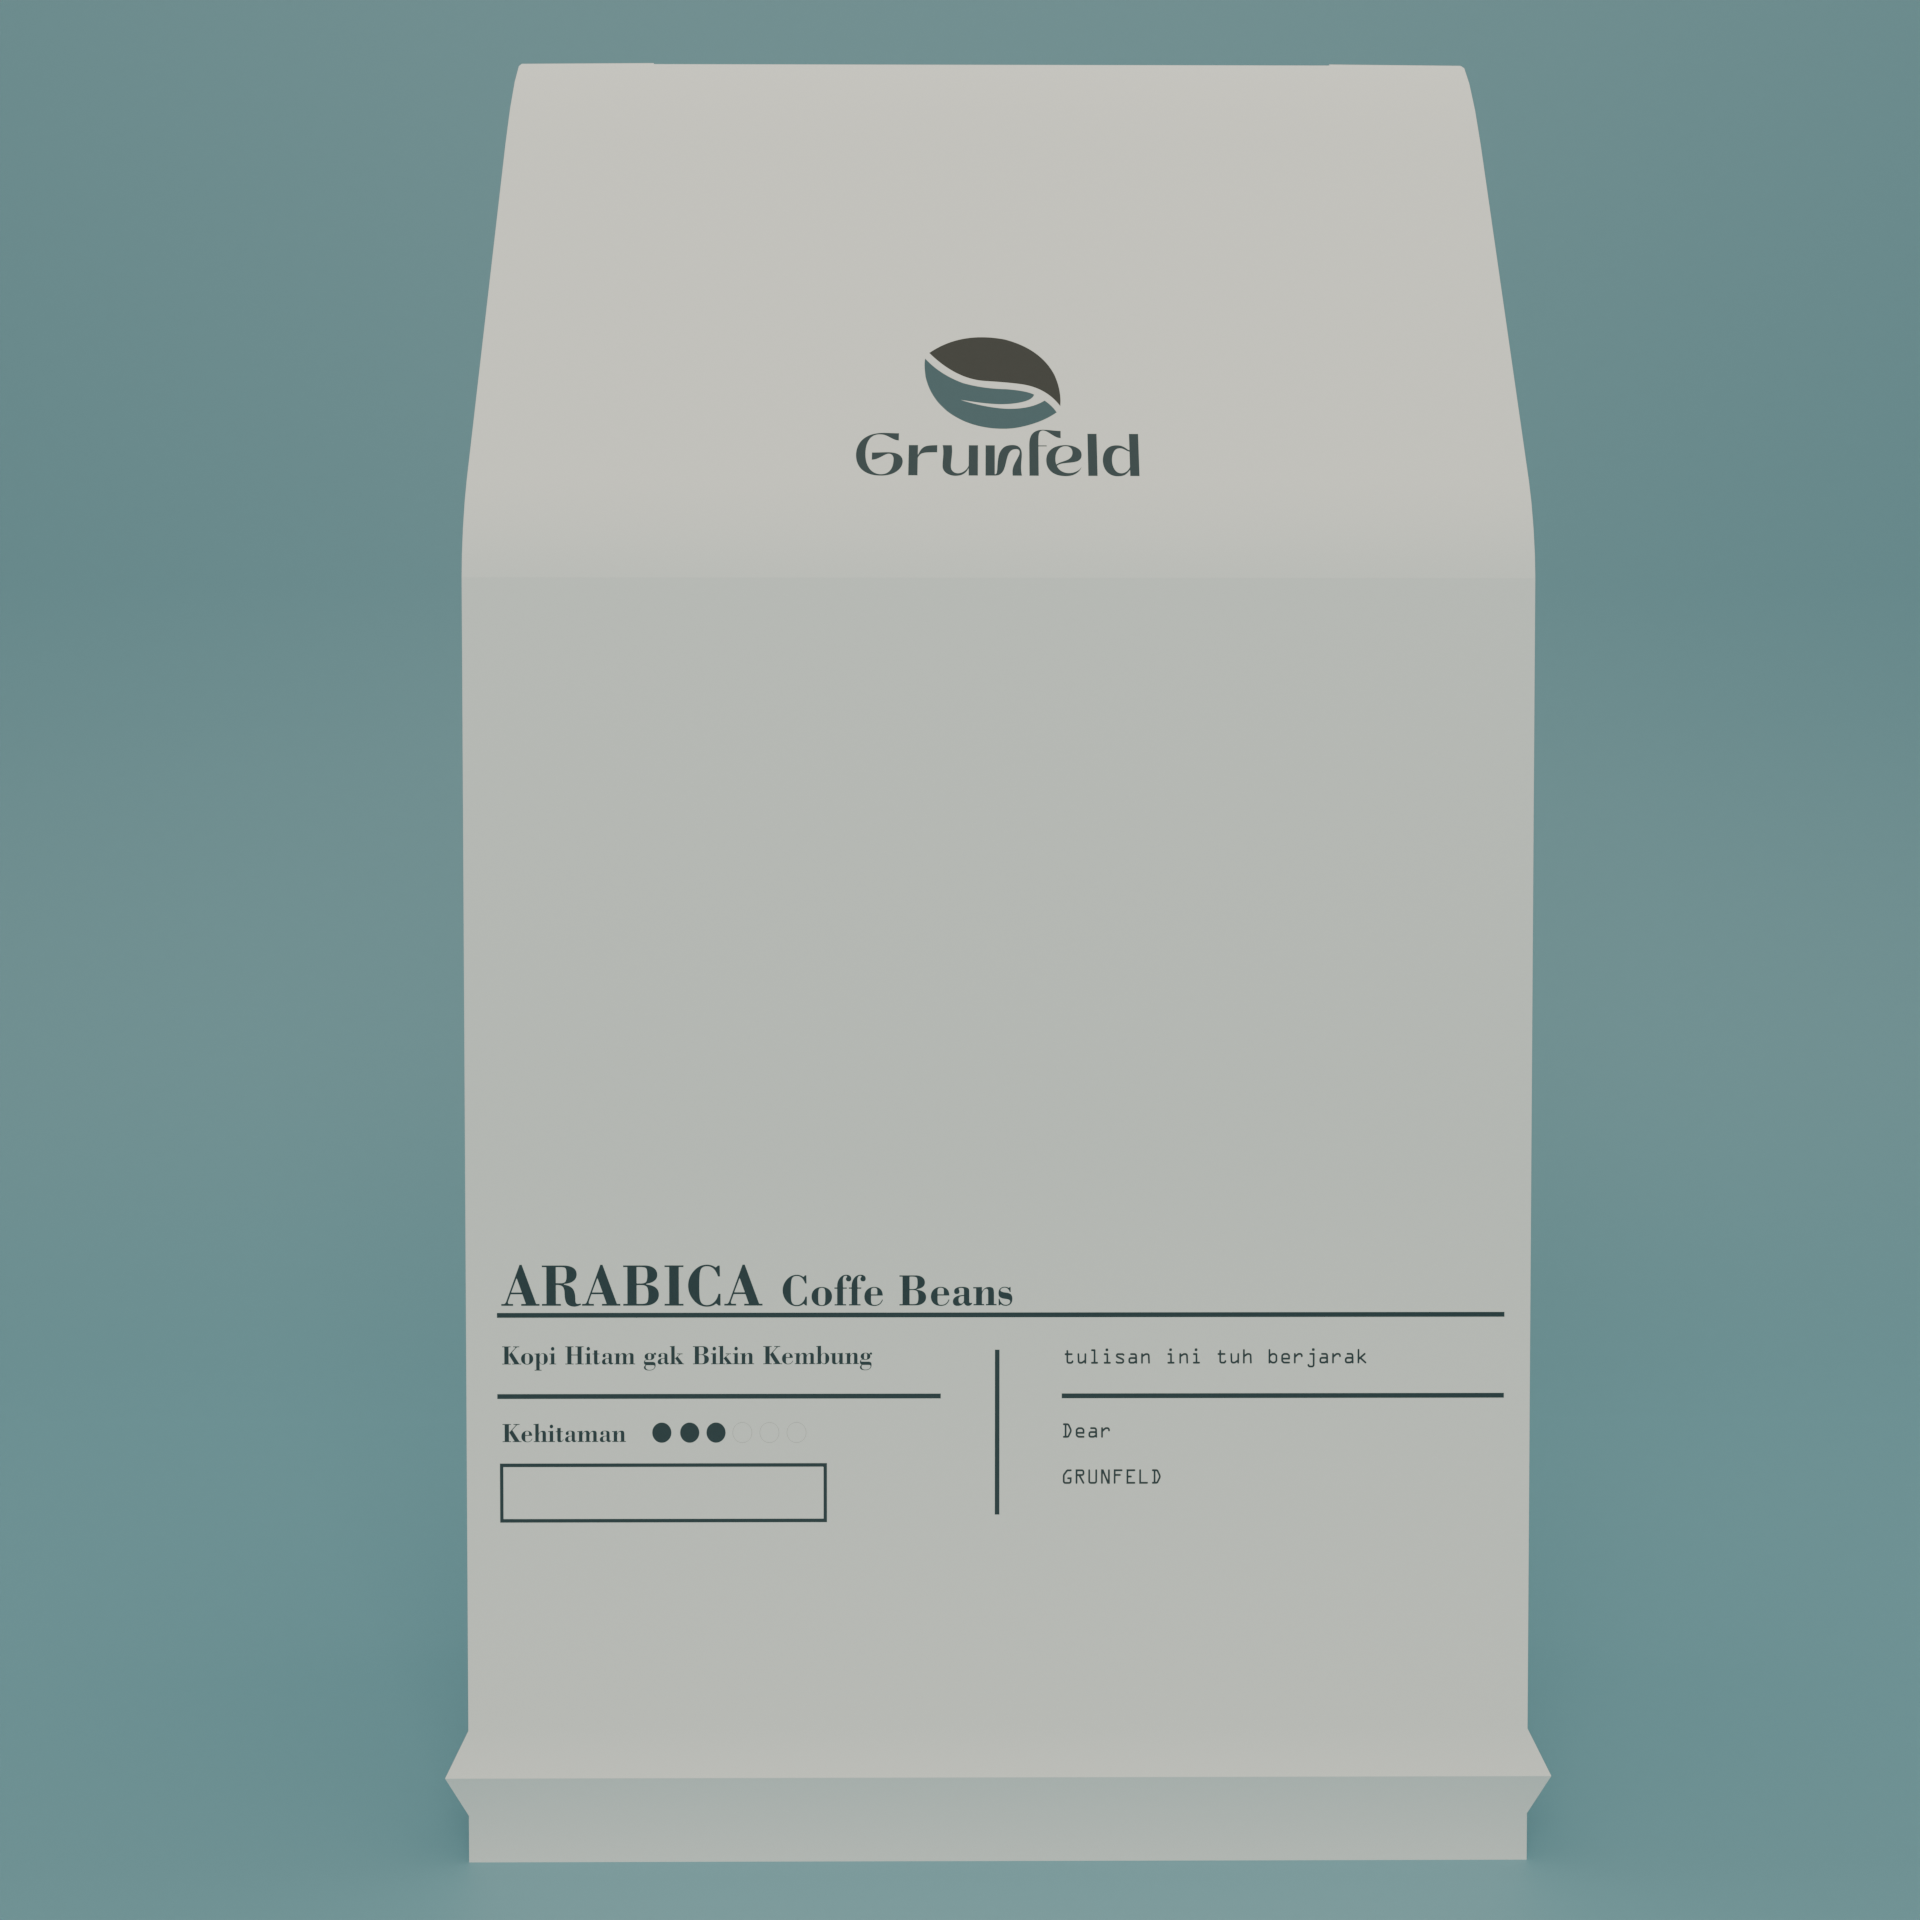 Grunfeld
ARABICA Coffe Beans
Kopi Hitam gak Bikin Kembung
Kehitaman
tulisan ini tuh berjarak
Dear
GRUNFELD